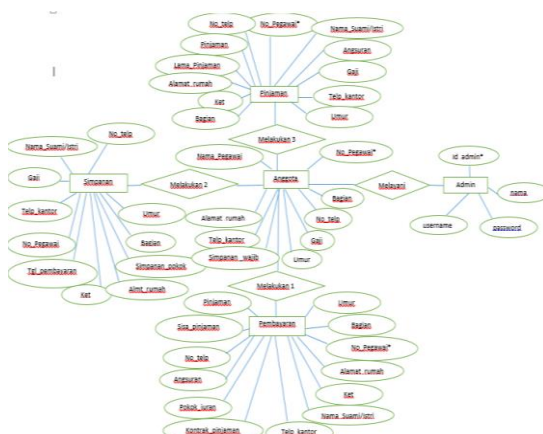 No_telp
No_Pegawai*
Nama_Suami/Istri
Pinjaman
Angsuran
Lama_Pinjaman
Gaji
Alamat_rumah
Pinjaman
Ket
Telp_kantor
Bagian
Umur
Melakukan 3
No_telp
Nama_Suami/Istri
Nama_Pegawai
No_Pegawai*
id_admin*
Gaji
Simpanan
Melakukan 2
Anggota
Melayani
Admin
nama
Bagian
Telp_kantor
Umur
Alamat_rumah
No_telp
username
password
No_Pegawai
Bagian
Telp_kantor
Gaji
Tgl_pembayaran
Simpanan_pokok
Simpanan_wajib
Umur
Ket
Almt_rumah
Melakukan 1
Pinjaman
Umur
Sisa_pinjaman
Pembayaran
Bagian
No_telp
No_Pegawai*
Angsuran
Alamat_rumah
Ket
Pokok_iuran
Nama_Suami/Istri
Kontrak_pinjaman
Telp_kantor